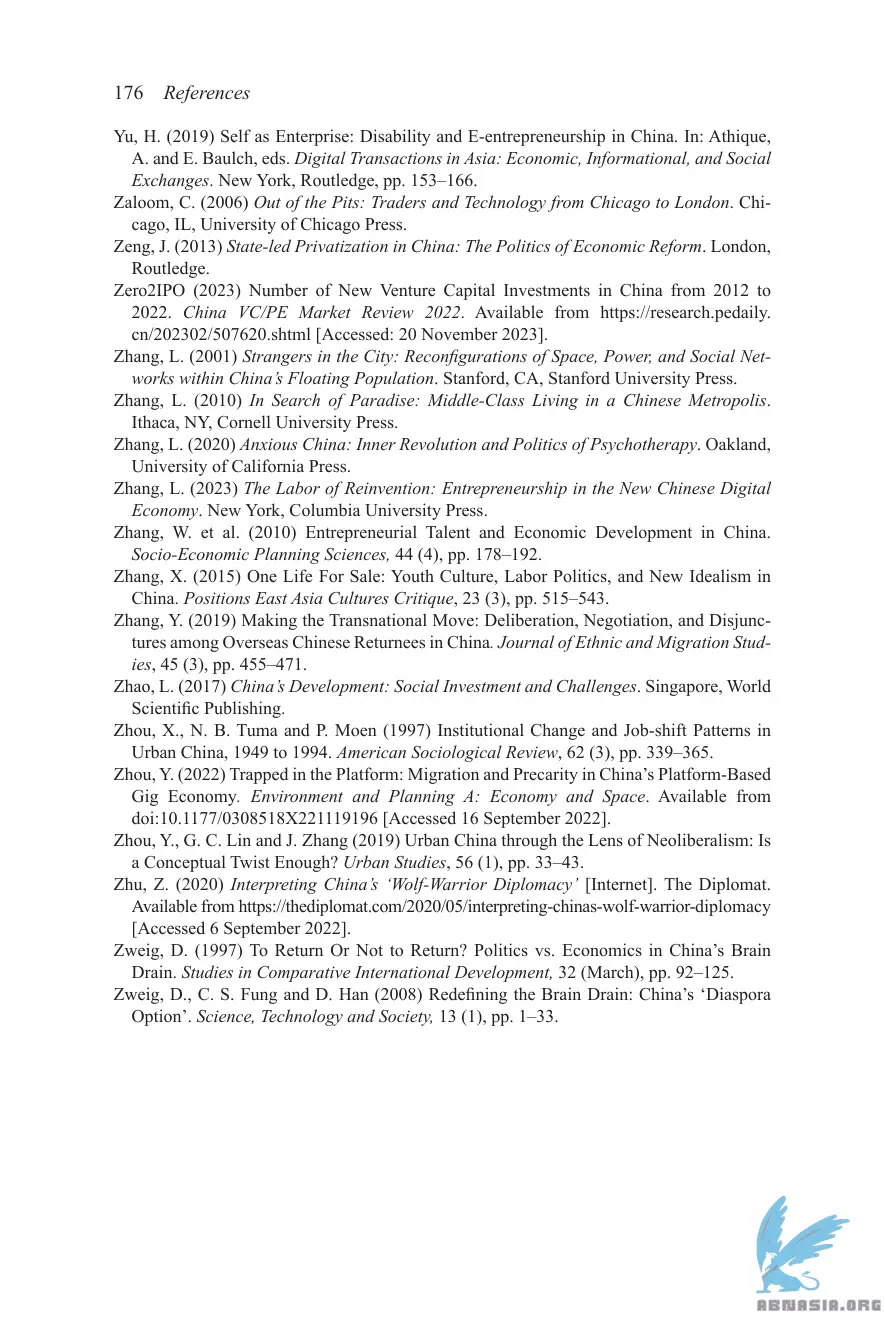 176 References
Yu, H. (2019) Self as Enterprise: Disability and E-entrepreneurship in China. In: Athique,
A. and E. Baulch, eds. Digital Transactions in Asia: Economic, Informational, and Social
Exchanges. New York, Routledge, pp. 153–166.
Zaloom, C. (2006) Out of the Pits: Traders and Technology from Chicago to London. Chi-
cago, IL, University of Chicago Press.
Zeng, J. (2013) State-led Privatization in China: The Politics of Economic Reform. London,
Routledge.
Zero2IPO (2023) Number of New Venture Capital Investments in China from 2012 to
2022. China VC/PE Market Review 2022. Available from https://research.pedaily.
cn/202302/507620.shtml [Accessed: 20 November 2023].
Zhang, L. (2001) Strangers in the City: Reconfigurations of Space, Power, and Social Net-
works within China’s Floating Population. Stanford, CA, Stanford University Press.
Zhang, L. (2010) In Search of Paradise: Middle-Class Living in a Chinese Metropolis.
Ithaca, NY, Cornell University Press.
Zhang, L. (2020) Anxious China: Inner Revolution and Politics of Psychotherapy. Oakland,
University of California Press.
Zhang, L. (2023) The Labor of Reinvention: Entrepreneurship in the New Chinese Digital
Economy. New York, Columbia University Press.
Zhang, W. et al. (2010) Entrepreneurial Talent and Economic Development in China.
Socio-Economic Planning Sciences, 44 (4), pp. 178–192.
Zhang, X. (2015) One Life For Sale: Youth Culture, Labor Politics, and New Idealism in
China. Positions East Asia Cultures Critique, 23 (3), pp. 515–543.
Zhang, Y. (2019) Making the Transnational Move: Deliberation, Negotiation, and Disjunc-
tures among Overseas Chinese Returnees in China. Journal of Ethnic and Migration Stud-
ies, 45 (3), pp. 455–471.
Zhao, L. (2017) China’s Development: Social Investment and Challenges. Singapore, World
Scientific Publishing.
Zhou, X., N. B. Tuma and P. Moen (1997) Institutional Change and Job-shift Patterns in
Urban China, 1949 to 1994. American Sociological Review, 62 (3), pp. 339–365.
Zhou, Y. (2022) Trapped in the Platform: Migration and Precarity in China’s Platform-Based
Gig Economy. Environment and Planning A: Economy and Space. Available from
doi:10.1177/0308518X221119196 [Accessed 16 September 2022].
Zhou, Y., G. C. Lin and J. Zhang (2019) Urban China through the Lens of Neoliberalism: Is
a Conceptual Twist Enough? Urban Studies, 56 (1), pp. 33–43.
Zhu, Z. (2020) Interpreting China’s ‘Wolf-Warrior Diplomacy’ [Internet]. The Diplomat.
Available from https://thediplomat.com/2020/05/interpreting-chinas-wolf-warrior-diplomacy
[Accessed 6 September 2022].
Zweig, D. (1997) To Return Or Not to Return? Politics vs. Economics in China’s Brain
Drain. Studies in Comparative International Development, 32 (March), pp. 92–125.
Zweig, D., C. S. Fung and D. Han (2008) Redefining the Brain Drain: China’s ‘Diaspora
Option’. Science, Technology and Society, 13 (1), pp. 1–33.
ABNASIA.ORG